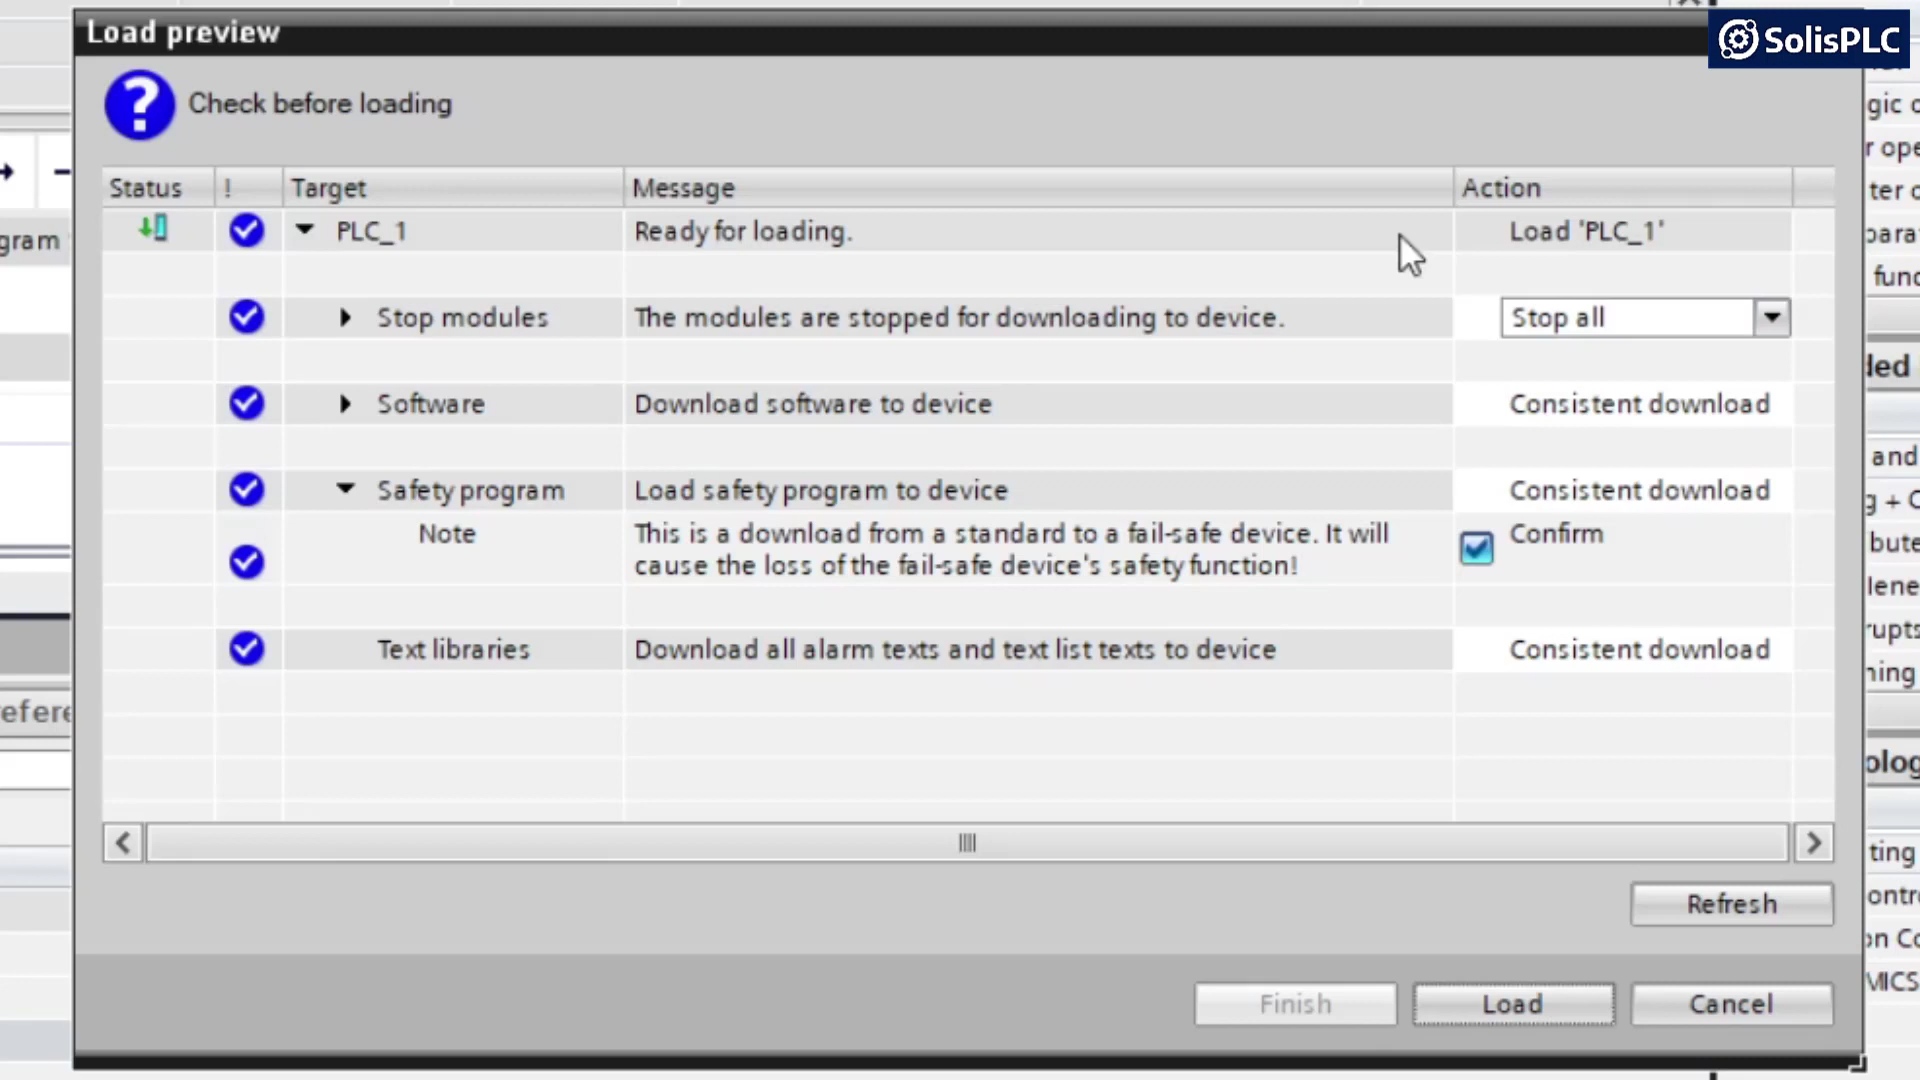 Load preview
SolisPLC
Check before loading
Status ! Target Message Action
PLC_1 Ready for loading. Load 'PLC_1'
Stop modules The modules are stopped for downloading to device. Stop all
Software Download software to device Consistent download
Safety program Load safety program to device Consistent download
Note This is a download from a standard to a fail-safe device. It will Confirm
cause the loss of the fail-safe device's safety function!
Text libraries Download all alarm texts and text list texts to device Consistent download
Refresh
Finish Load Cancel